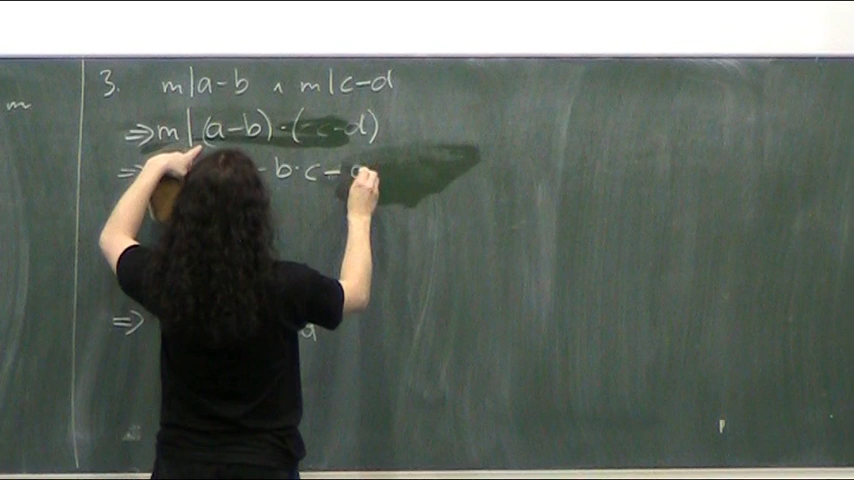 m
3. m|a-b ∧ m|c-d
⇒ m|(a-b)·(c-d)
⇒ - b·c -
⇒ d